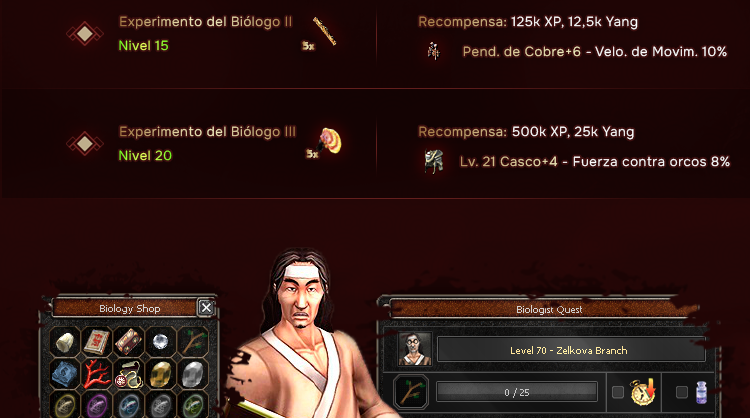 Experimento del Biólogo II
Nivel 15
5x
Recompensa: 125k XP, 12,5k Yang
Pend. de Cobre+6 - Velo. de Movim. 10%
Experimento del Biólogo III
Nivel 20
5x
Recompensa: 500k XP, 25k Yang
Lv. 21 Casco+4 - Fuerza contra orcos 8%
Biology Shop
Biologist Quest
Level 70 - Zelkova Branch
0 / 25